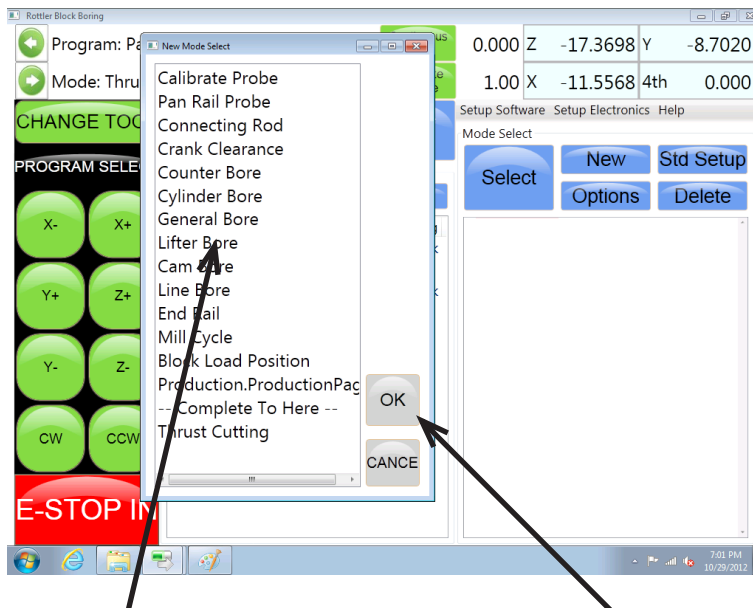 Rottler Block Boring
Program: Pa
New Mode Select
us
0.000 Z -17.3698 Y -8.7020
Mode: Thru
e
1.00 X -11.5568 4th 0.000
Setup Software Setup Electronics Help
Mode Select
CHANGE TOO
PROGRAM SELE
Select
New
Std Setup
Options
Delete
Calibrate Probe
Pan Rail Probe
Connecting Rod
Crank Clearance
Counter Bore
Cylinder Bore
General Bore
Lifter Bore
Cam Bore
Line Bore
End Rail
Mill Cycle
Block Load Position
Production.ProductionPag
-- Complete To Here --
Thrust Cutting
OK
CANCE
X-
X+
Y+
Z+
Y-
Z-
CW
CCW
E-STOP IN
7:01 PM
10/29/2012